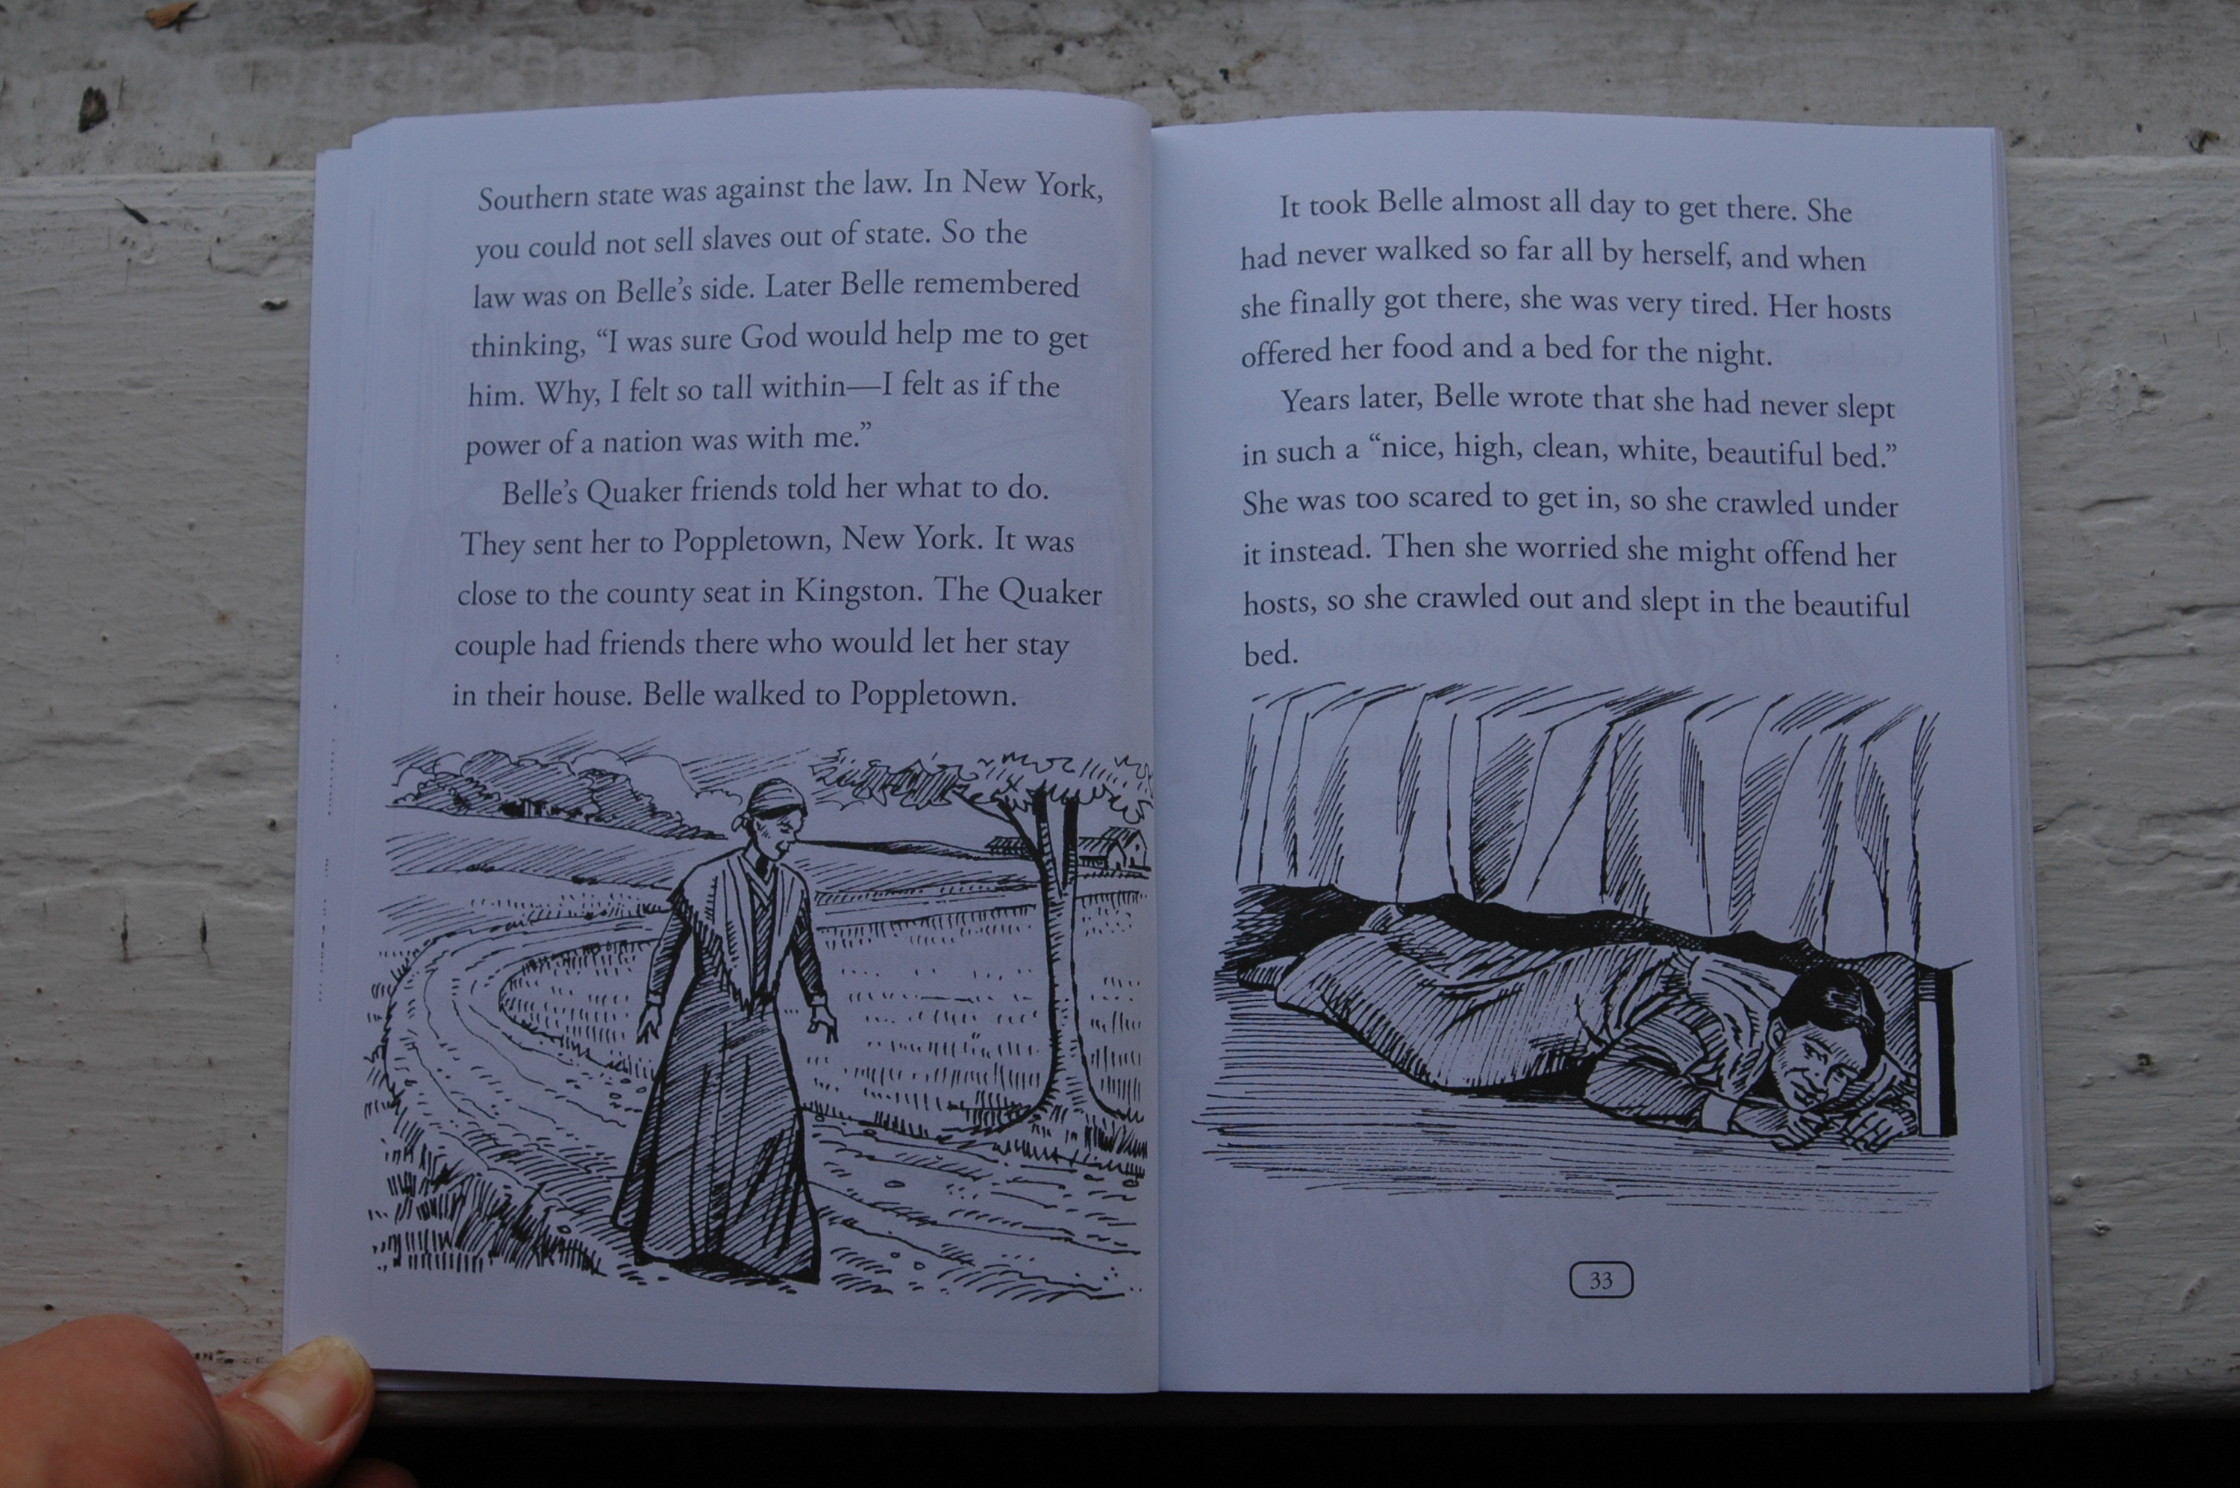 Southern state was against the law. In New York,
you could not sell slaves out of state. So the
law was on Belle's side. Later Belle remembered
thinking, “I was sure God would help me to get
him. Why, I felt so tall within—I felt as if the
power of a nation was with me.”
Belle's Quaker friends told her what to do.
They sent her to Poppletown, New York. It was
close to the county seat in Kingston. The Quaker
couple had friends there who would let her stay
in their house. Belle walked to Poppletown.
It took Belle almost all day to get there. She
had never walked so far all by herself, and when
she finally got there, she was very tired. Her hosts
offered her food and a bed for the night.
Years later, Belle wrote that she had never slept
in such a “nice, high, clean, white, beautiful bed.”
She was too scared to get in, so she crawled under
it instead. Then she worried she might offend her
hosts, so she crawled out and slept in the beautiful
bed.
33